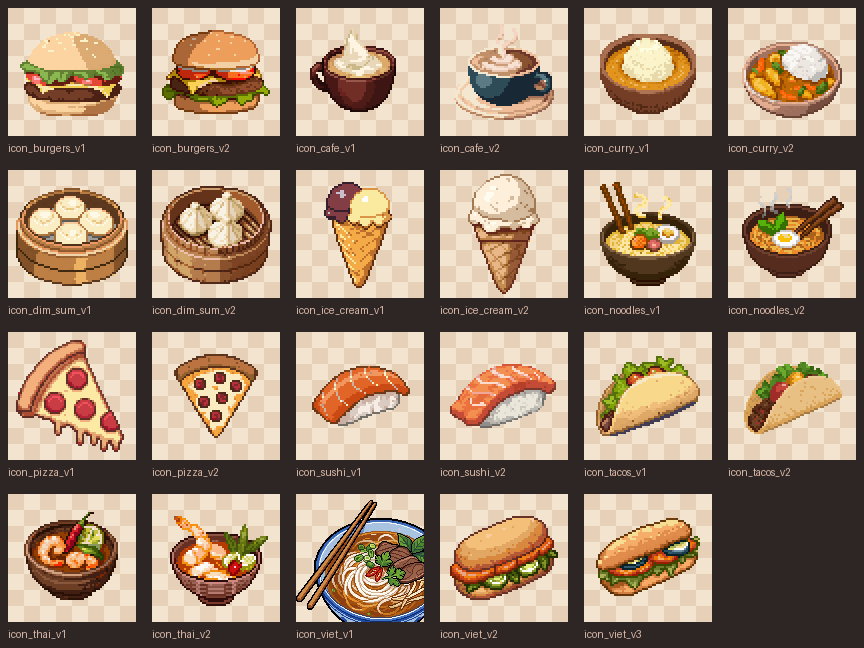 icon_burgers_v1
icon_burgers_v2
icon_cafe_v1
icon_cafe_v2
icon_curry_v1
icon_curry_v2
icon_dim_sum_v1
icon_dim_sum_v2
icon_ice_cream_v1
icon_ice_cream_v2
icon_noodles_v1
icon_noodles_v2
icon_pizza_v1
icon_pizza_v2
icon_sushi_v1
icon_sushi_v2
icon_tacos_v1
icon_tacos_v2
icon_thai_v1
icon_thai_v2
icon_viet_v1
icon_viet_v2
icon_viet_v3